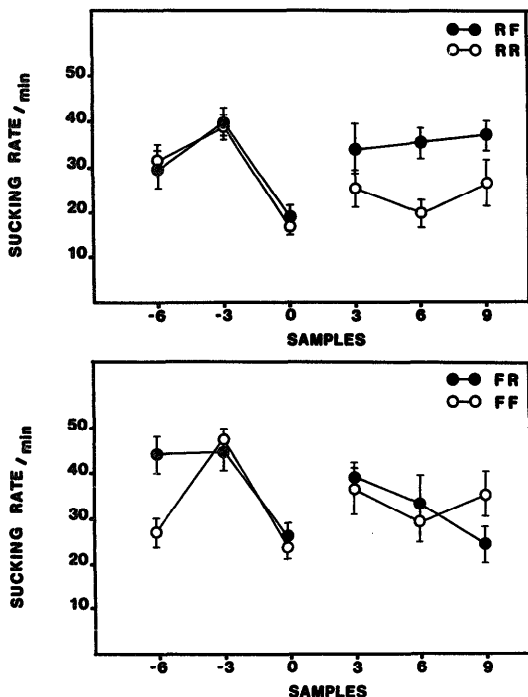 RF
RR
50
40
30
20
10
SUCKING RATE/min
-6 -3 0 3 6 9
SAMPLES
FR
FF
50
40
30
20
10
SUCKING RATE/min
-6 -3 0 3 6 9
SAMPLES